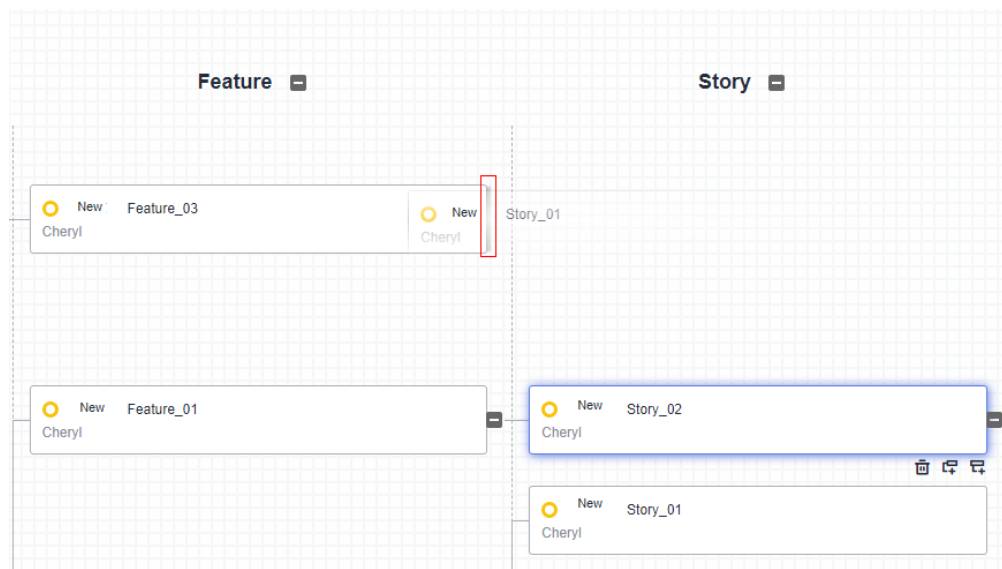 Feature
Story
New Feature_03
Cheryl
New Story_01
Cheryl
New Feature_01
Cheryl
New Story_02
Cheryl
New Story_01
Cheryl